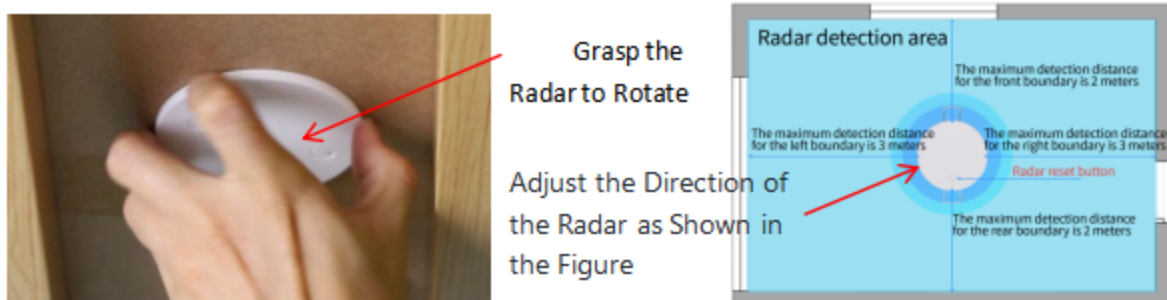 Grasp the
Radar to Rotate
Adjust the Direction of
the Radar as Shown in
the Figure
Radar detection area
The maximum detection distance
for the front boundary is 2 meters
The maximum detection distance
for the left boundary is 3 meters
The maximum detection distance
for the right boundary is 3 meters
Radar reset button
The maximum detection distance
for the rear boundary is 2 meters